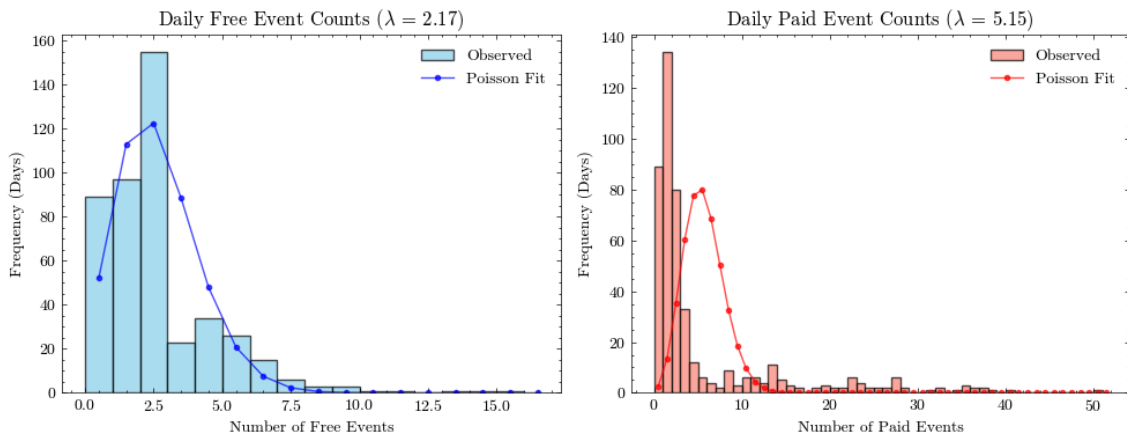 Daily Free Event Counts (λ = 2.17)
Observed
Poisson Fit
Frequency (Days)
160
140
120
100
80
60
40
20
0
0.0 2.5 5.0 7.5 10.0 12.5 15.0
Number of Free Events
Daily Paid Event Counts (λ = 5.15)
Observed
Poisson Fit
Frequency (Days)
140
120
100
80
60
40
20
0
0 10 20 30 40 50
Number of Paid Events